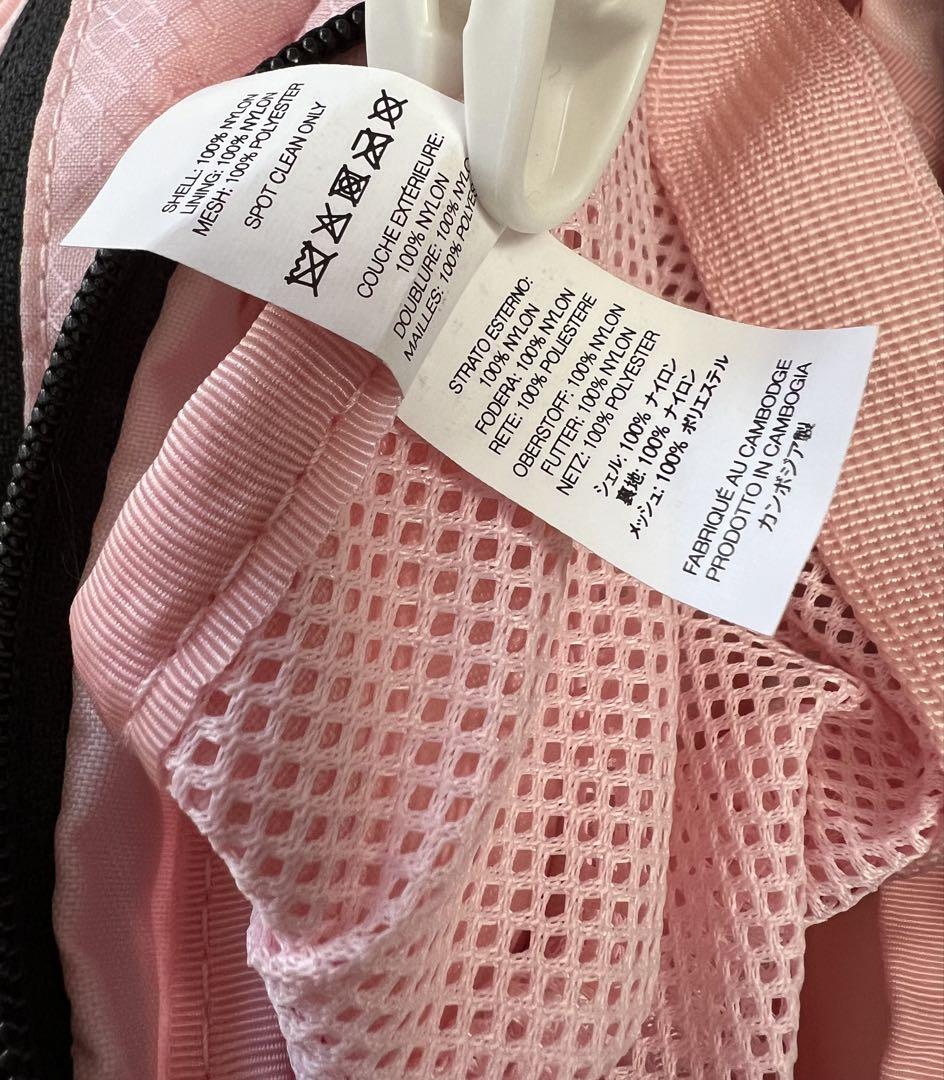 SHELL: 100% NYLON
LINING: 100% NYLON
MESH: 100% POLYESTER
SPOT CLEAN ONLY
COUCHE EXTÉRIEURE:
100% NYLON
DOUBLURE: 100% NYLO
MAILLES: 100% POLYES
STRATO ESTERNO:
100% NYLON
FODERA: 100% NYLON
RETE: 100% POLIESTERE
OBERSTOFF: 100% NYLON
FUTTER: 100% NYLON
NETZ: 100% POLYESTER
シェル: 100% ナイロン
裏地: 100% ナイロン
メッシュ: 100% ポリエステル
FABRIQUÉ AU CAMBODGE
PRODOTTO IN CAMBOGIA
カンボジア製